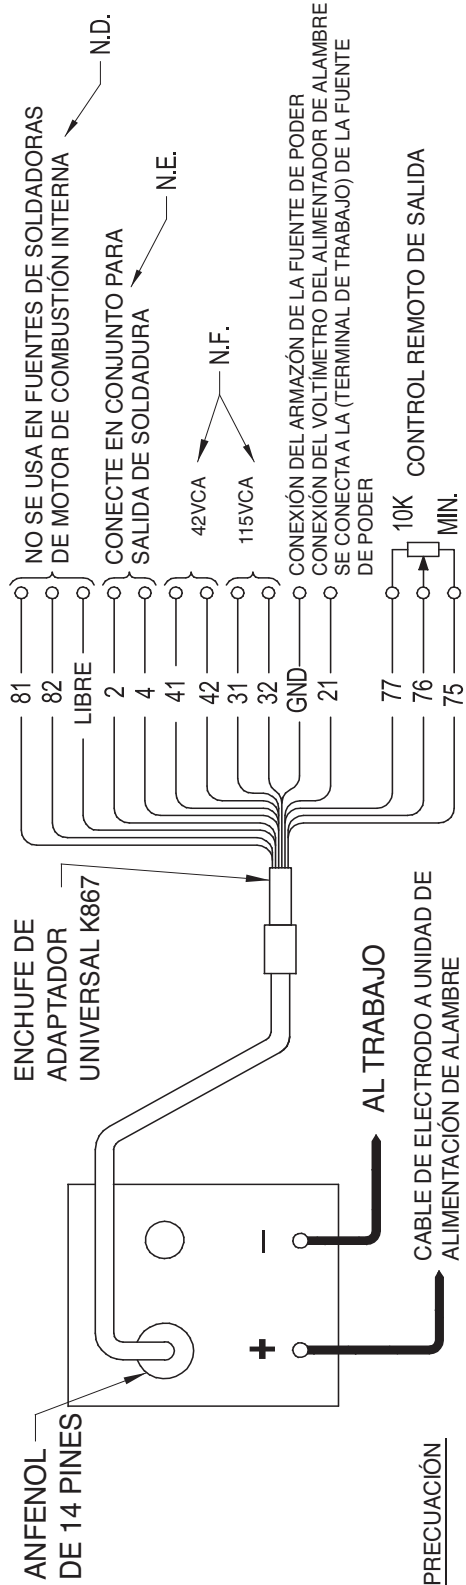 ANFENOL
DE 14 PINES
ENCHUFE DE
ADAPTADOR
UNIVERSAL K867
81
82
LIBRE
2
4
41
42
31
32
GND
21
77
76
75
NO SE USA EN FUENTES DE SOLDADORAS
DE MOTOR DE COMBUSTIÓN INTERNA
N.D.
CONECTE EN CONJUNTO PARA
SALIDA DE SOLDADURA
N.E.
42VCA
115VCA
N.F.
CONEXIÓN DEL ARMAZÓN DE LA FUENTE DE PODER
CONEXIÓN DEL VOLTÍMETRO DEL ALIMENTADOR DE ALAMBRE
SE CONECTA A LA (TERMINAL DE TRABAJO) DE LA FUENTE
DE PODER
10K
CONTROL REMOTO DE SALIDA
MIN.
+
-
AL TRABAJO
CABLE DE ELECTRODO A UNIDAD DE
ALIMENTACIÓN DE ALAMBRE
PRECUACIÓN